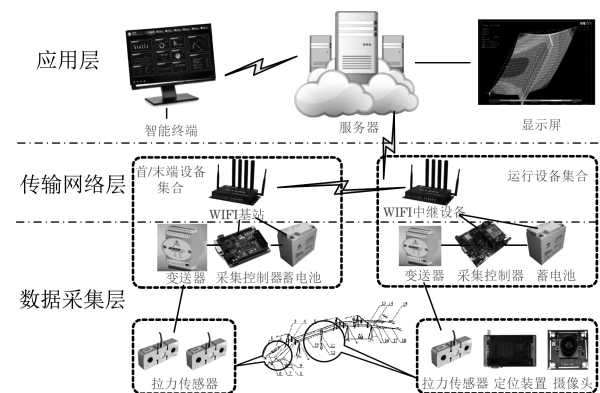 应用层
智能终端
服务器
显示屏
传输网络层
首/末端设备
集合
WIFI基站
WIFI中继设备
运行设备集合
变送器
采集控制器
蓄电池
变送器
采集控制器
蓄电池
数据采集层
拉力传感器
拉力传感器
定位装置
摄像头